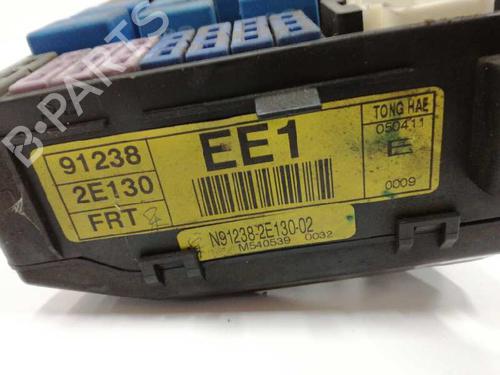 91238
2E130
FRT
EE1
TONG HAE
050411
E
0009
N91238-2E130-02
M540539 0032
B-PARTS